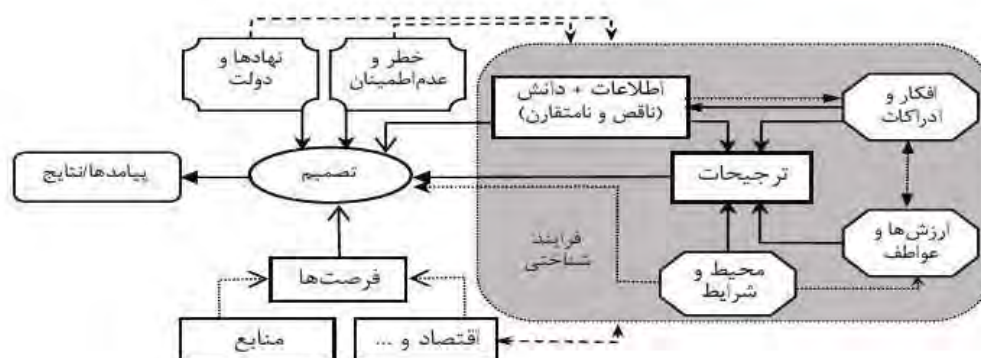 نهادها و
دولت
خطر و
عدم‌اطمینان
اطلاعات + دانش
(ناقص و نامتقارن)
افکار و
ادراکات
پیامدها/نتایج
تصمیم
ترجیحات
ارزش‌ها و
عواطف
فرایند
شناختی
محیط و
شرایط
فرصت‌ها
منابع
اقتصاد و ...